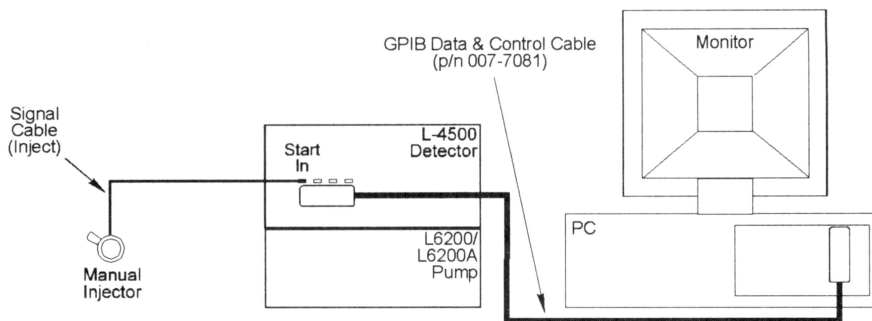 GPIB Data & Control Cable
(p/n 007-7081)
Monitor
Signal
Cable
(Inject)
L-4500
Detector
Start
In
PC
L6200/
L6200A
Pump
Manual
Injector